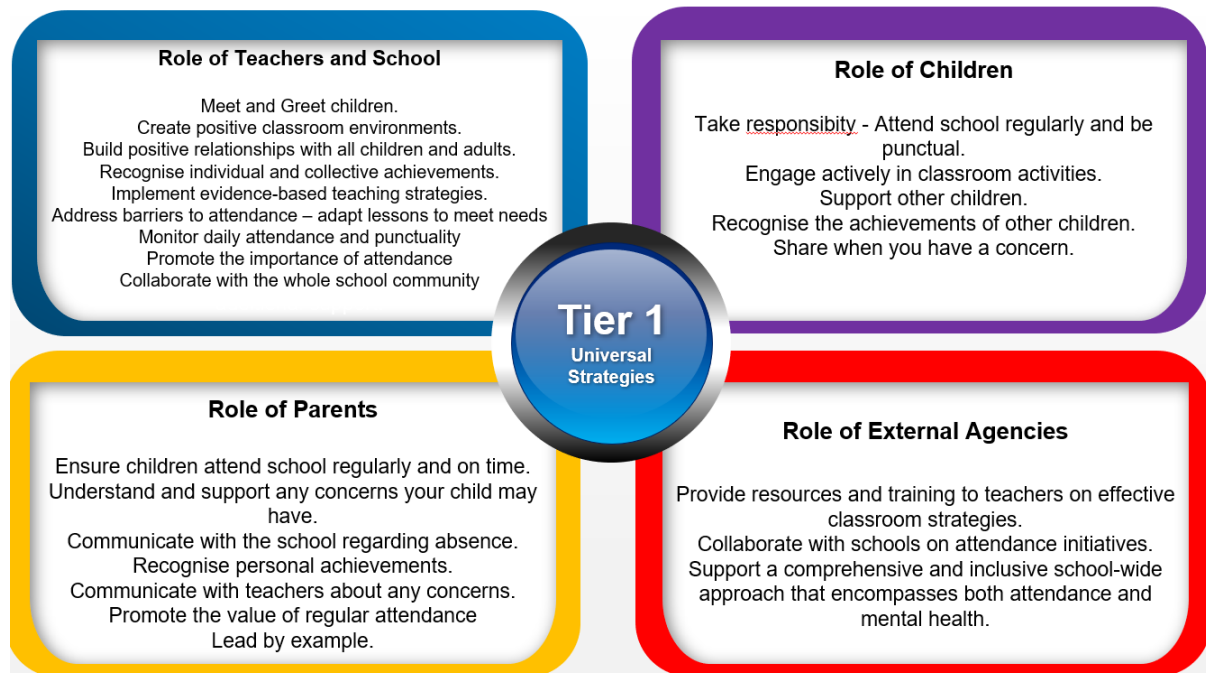 Role of Teachers and School
Meet and Greet children.
Create positive classroom environments.
Build positive relationships with all children and adults.
Recognise individual and collective achievements.
Implement evidence-based teaching strategies.
Address barriers to attendance – adapt lessons to meet needs
Monitor daily attendance and punctuality
Promote the importance of attendance
Collaborate with the whole school community
Role of Children
Take responsibity - Attend school regularly and be
punctual.
Engage actively in classroom activities.
Support other children.
Recognise the achievements of other children.
Share when you have a concern.
Tier 1
Universal
Strategies
Role of Parents
Ensure children attend school regularly and on time.
Understand and support any concerns your child may
have.
Communicate with the school regarding absence.
Recognise personal achievements.
Communicate with teachers about any concerns.
Promote the value of regular attendance
Lead by example.
Role of External Agencies
Provide resources and training to teachers on effective
classroom strategies.
Collaborate with schools on attendance initiatives.
Support a comprehensive and inclusive school-wide
approach that encompasses both attendance and
mental health.